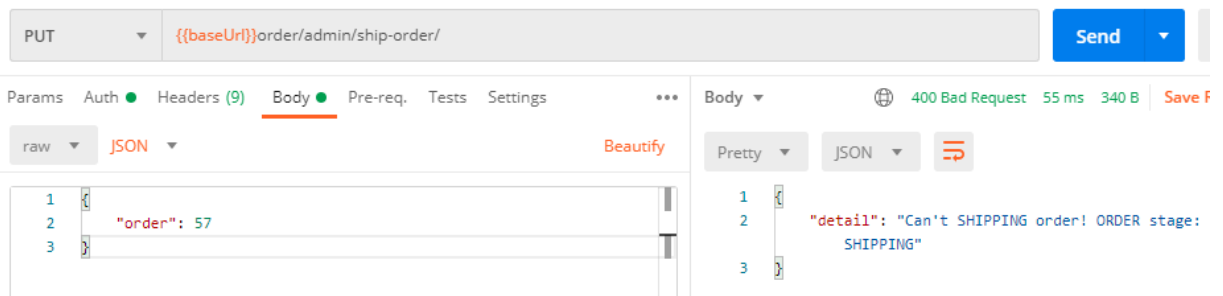 PUT {{baseUrl}}order/admin/ship-order/ Send
Params Auth Headers (9) Body Pre-req. Tests Settings •••
raw JSON Beautify
1 {
2 "order": 57
3 }
Body 400 Bad Request 55 ms 340 B Save R
Pretty JSON
1 {
2 "detail": "Can't SHIPPING order! ORDER stage:
SHIPPING"
3 }